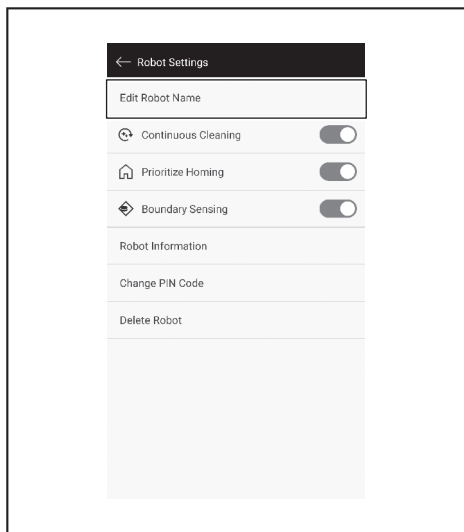 Robot Settings
Edit Robot Name
Continuous Cleaning
Prioritize Homing
Boundary Sensing
Robot Information
Change PIN Code
Delete Robot